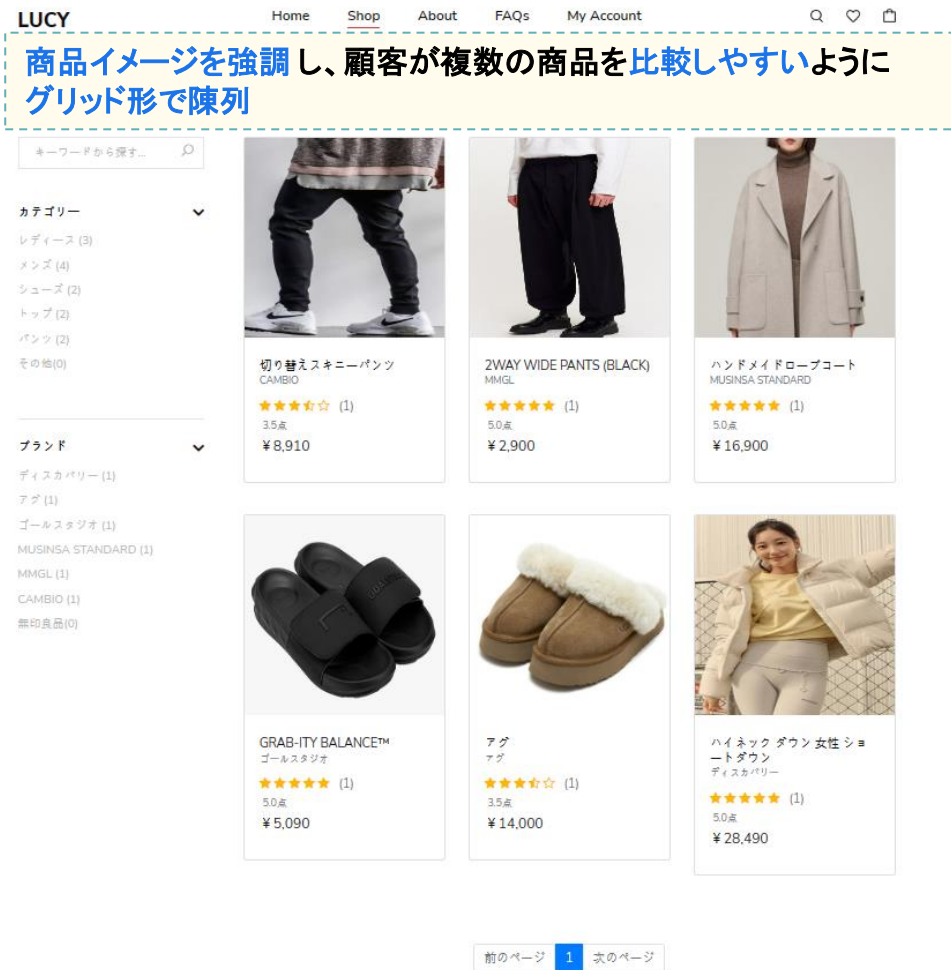 LUCY
Home Shop About FAQs My Account
商品イメージを強調し、顧客が複数の商品を比較しやすいように
グリッド形で陳列
キーワードから探す...
カテゴリー
レディース (3)
メンズ (4)
シューズ (2)
トップ (2)
パンツ (2)
その他(0)
ブランド
ディスカバリー (1)
アグ (1)
ゴールスタジオ (1)
MUSINSA STANDARD (1)
MMGL (1)
CAMBIO (1)
無印良品(0)
切り替えスキニーパンツ
CAMBIO
(1)
3.5点
¥ 8,910
2WAY WIDE PANTS (BLACK)
MMGL
(1)
5.0点
¥ 2,900
ハンドメイドローブコート
MUSINSA STANDARD
(1)
5.0点
¥ 16,900
GRAB-ITY BALANCE™
ゴールスタジオ
(1)
5.0点
¥ 5,090
アグ
アグ
(1)
3.5点
¥ 14,000
ハイネック ダウン 女性 ショ
ートダウン
ディスカバリー
(1)
5.0点
¥ 28,490
前のページ 1 次のページ